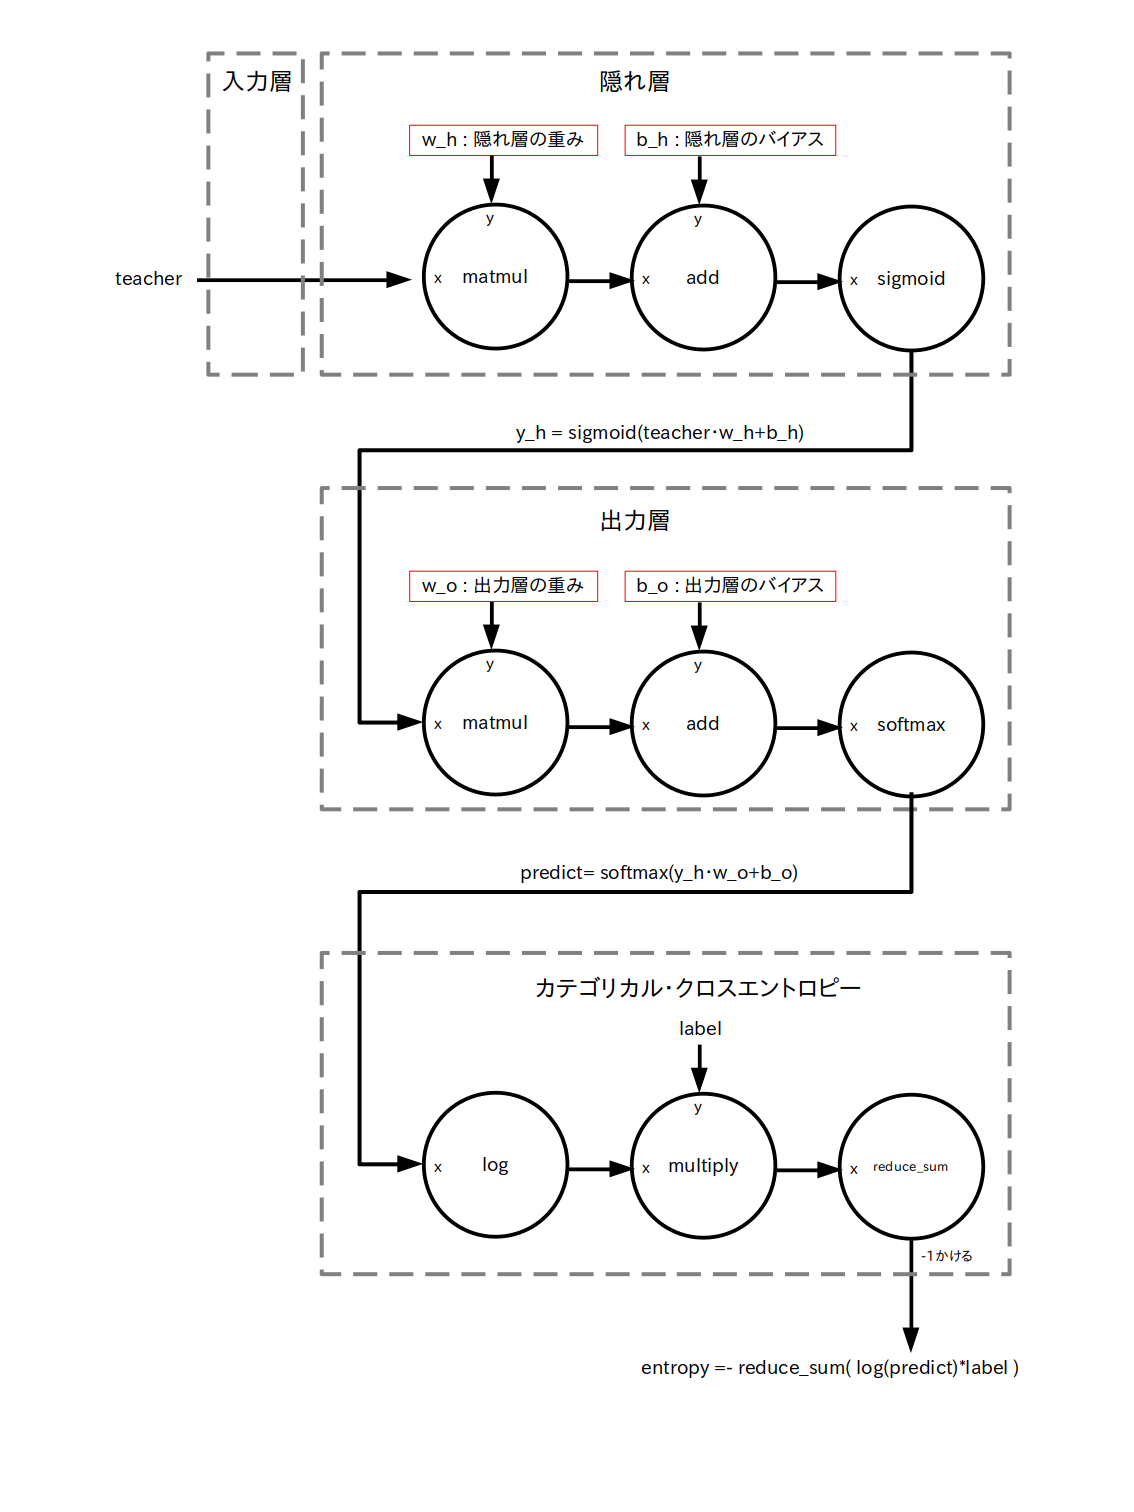 入力層
隠れ層
w_h : 隠れ層の重み
b_h : 隠れ層のバイアス
y
y
teacher
x matmul
x add
x sigmoid
y_h = sigmoid(teacher・w_h+b_h)
出力層
w_o : 出力層の重み
b_o : 出力層のバイアス
y
y
x matmul
x add
x softmax
predict= softmax(y_h・w_o+b_o)
カテゴリカル・クロスエントロピー
label
y
x log
x multiply
x reduce_sum
-1かける
entropy =- reduce_sum( log(predict)*label )